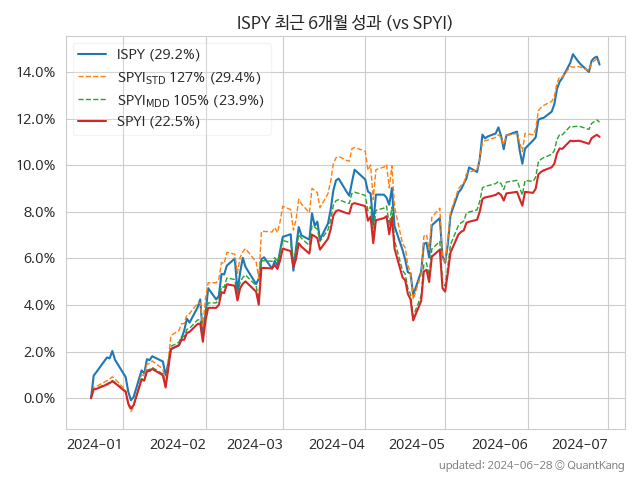 ISPY 최근 6개월 성과 (vs SPYI)
ISPY (29.2%)
SPYI_STD 127% (29.4%)
SPYI_MDD 105% (23.9%)
SPYI (22.5%)
14.0%
12.0%
10.0%
8.0%
6.0%
4.0%
2.0%
0.0%
2024-01 2024-02 2024-03 2024-04 2024-05 2024-06 2024-07
updated: 2024-06-28 © QuantKang